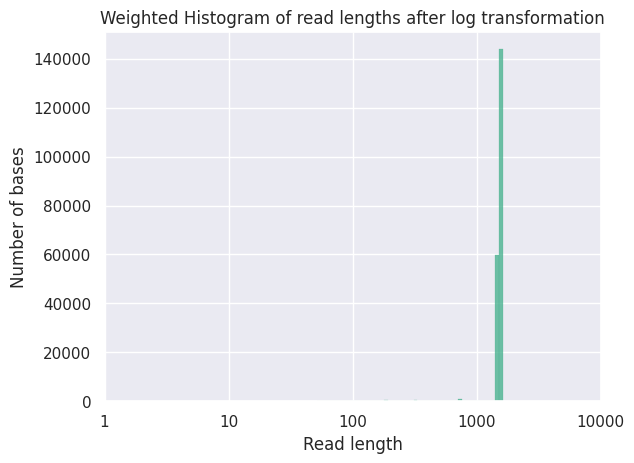 Weighted Histogram of read lengths after log transformation
140000
120000
100000
80000
60000
40000
20000
0
Number of bases
1 10 100 1000 10000
Read length